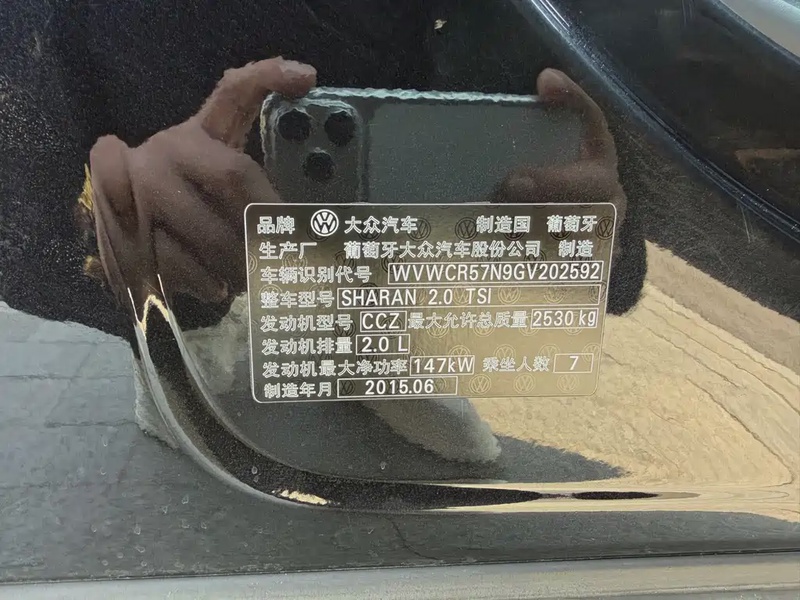 品牌 大众汽车 制造国 葡萄牙
生产厂 葡萄牙大众汽车股份公司 制造
车辆识别代号 WVWCR57N9GV202592
整车型号 SHARAN 2.0 TSI
发动机型号 CCZ 最大允许总质量 2530 kg
发动机排量 2.0 L
发动机最大净功率 147kW 乘坐人数 7
制造年月 2015.06